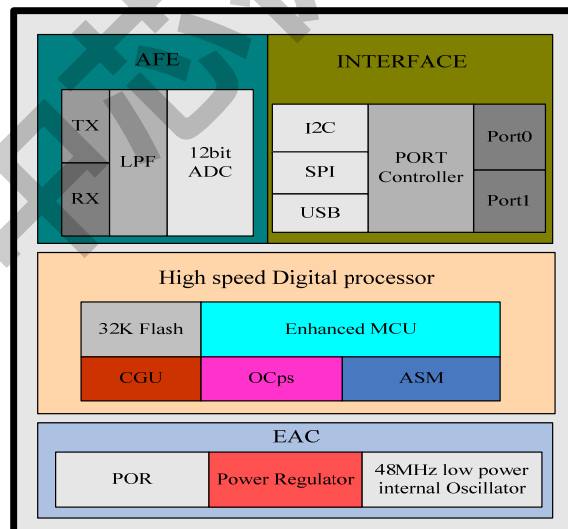 AFE
INTERFACE
TX
RX
LPF
12bit
ADC
I2C
SPI
USB
PORT
Controller
Port0
Port1
High speed Digital processor
32K Flash
Enhanced MCU
CGU
OCps
ASM
EAC
POR
Power Regulator
48MHz low power
internal Oscillator